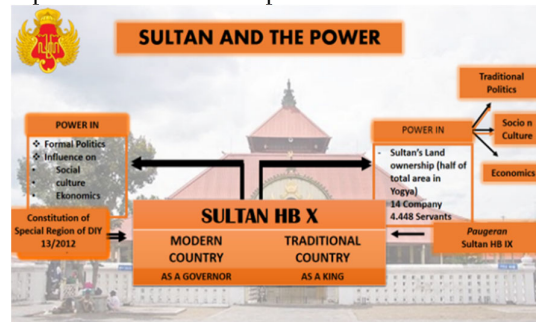 SULTAN AND THE POWER
POWER IN
❖ Formal Politics
❖ Influence on
• Social
• culture
• Ekonomics
Constitution of
Special Region of DIY
13/2012
SULTAN HB X
MODERN
COUNTRY
AS A GOVERNOR
TRADITIONAL
COUNTRY
AS A KING
POWER IN
- Sultan's Land
ownership (half of
total area in
Yogya)
14 Company
4.448 Servants
Traditional
Politics
Socio n
Culture
Economics
Paugeran
Sultan HB IX